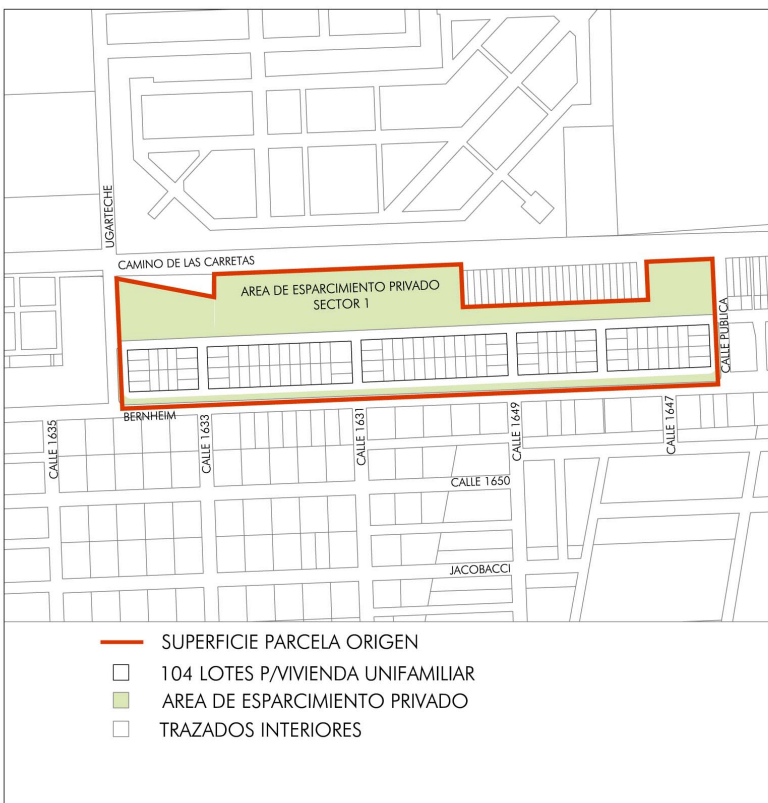 UGARTECHE
CAMINO DE LAS CARRETAS
AREA DE ESPARCIMIENTO PRIVADO
SECTOR 1
CALLE PUBLICA
BERNHEIM
CALLE 1635
CALLE 1633
CALLE 1631
CALLE 1649
CALLE 1647
CALLE 1650
JACOBACCI
SUPERFICIE PARCELA ORIGEN
104 LOTES P/VIVIENDA UNIFAMILIAR
AREA DE ESPARCIMIENTO PRIVADO
TRAZADOS INTERIORES